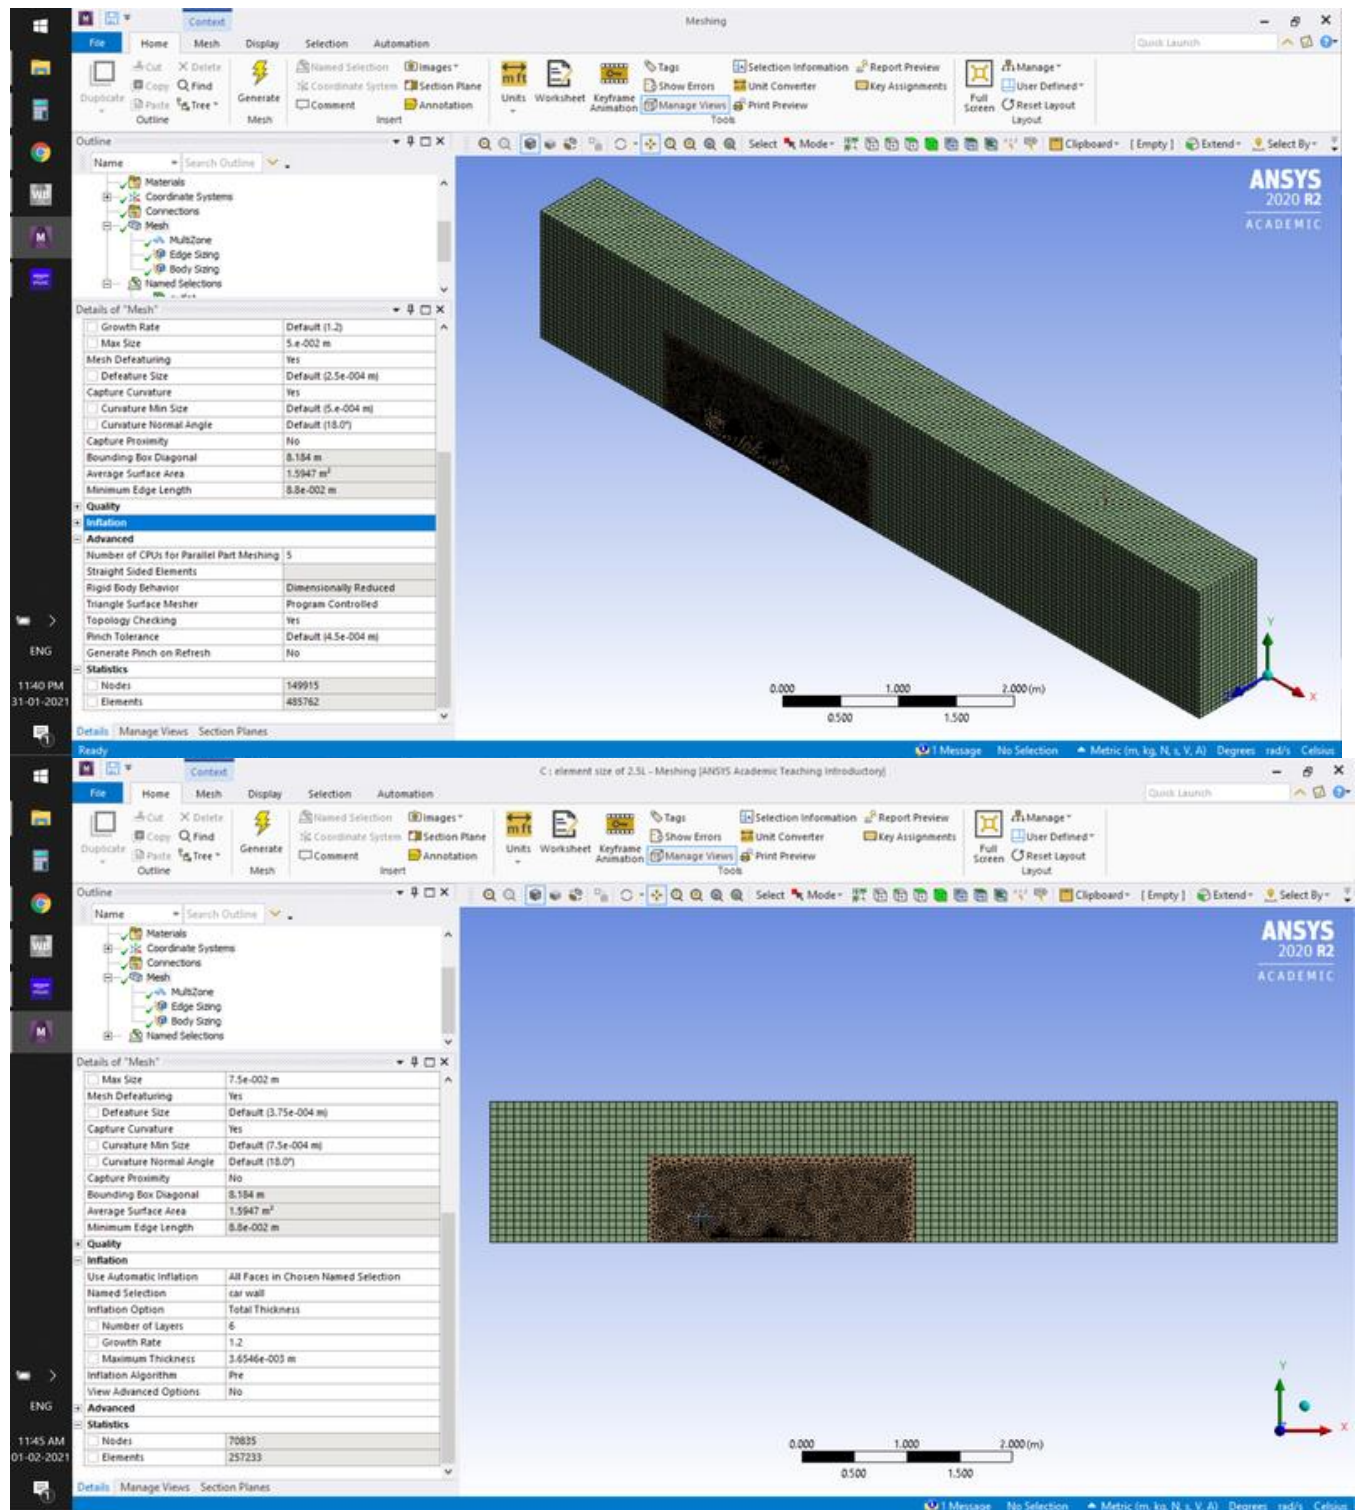 Context
Meshing
File Home Mesh Display Selection Automation
Quick Launch
Cut Delete Named Selection Images Tags Selection Information Report Preview Manage
Duplicate Copy Find Generate Coordinate System Section Plane Units Worksheet Keyframe Animation Show Errors Unit Converter Key Assignments Full Screen User Defined
Paste Tree Comment Annotation Manage Views Print Preview Reset Layout
Outline Mesh Insert Tools Layout
Outline
Select Mode Clipboard [Empty] Extend Select By
Name Search Outline
Materials
Coordinate Systems
Connections
Mesh
MultiZone
Edge Sizing
Body Sizing
Named Selections
ANSYS
2020 R2
ACADEMIC
Details of "Mesh"
Growth Rate Default (1.2)
Max Size 5.e-002 m
Mesh Defeaturing Yes
Defeature Size Default (2.5e-004 m)
Capture Curvature Yes
Curvature Min Size Default (5.e-004 m)
Curvature Normal Angle Default (18.0°)
Capture Proximity No
Bounding Box Diagonal 8.184 m
Average Surface Area 1.5947 m²
Minimum Edge Length 8.8e-002 m
Quality
Inflation
Advanced
Number of CPUs for Parallel Part Meshing 5
Straight Sided Elements
Rigid Body Behavior Dimensionally Reduced
Triangle Surface Mesher Program Controlled
Topology Checking Yes
Pinch Tolerance Default (4.5e-004 m)
Generate Pinch on Refresh No
Statistics
Nodes 149915
Elements 485762
0.000 1.000 2.000 (m)
0.500 1.500
Y
X
ENG
11:40 PM
31-01-2021
Details Manage Views Section Planes
Ready
1 Message No Selection Metric (m, kg, N, s, V, A) Degrees rad/s Celsius
Context
C : element size of 2.5L - Meshing [ANSYS Academic Teaching Introductory]
File Home Mesh Display Selection Automation
Quick Launch
Cut Delete Named Selection Images Tags Selection Information Report Preview Manage
Duplicate Copy Find Generate Coordinate System Section Plane Units Worksheet Keyframe Animation Show Errors Unit Converter Key Assignments Full Screen User Defined
Paste Tree Comment Annotation Manage Views Print Preview Reset Layout
Outline Mesh Insert Tools Layout
Outline
Select Mode Clipboard [Empty] Extend Select By
Name Search Outline
Materials
Coordinate Systems
Connections
Mesh
MultiZone
Edge Sizing
Body Sizing
Named Selections
ANSYS
2020 R2
ACADEMIC
Details of "Mesh"
Max Size 7.5e-002 m
Mesh Defeaturing Yes
Defeature Size Default (3.75e-004 m)
Capture Curvature Yes
Curvature Min Size Default (7.5e-004 m)
Curvature Normal Angle Default (18.0°)
Capture Proximity No
Bounding Box Diagonal 8.184 m
Average Surface Area 1.5947 m²
Minimum Edge Length 8.8e-002 m
Quality
Inflation
Use Automatic Inflation All Faces in Chosen Named Selection
Named Selection car wall
Inflation Option Total Thickness
Number of Layers 6
Growth Rate 1.2
Maximum Thickness 3.6546e-003 m
Inflation Algorithm Pre
View Advanced Options No
Advanced
Statistics
Nodes 70835
Elements 257233
0.000 1.000 2.000 (m)
0.500 1.500
Y
X
ENG
11:45 AM
01-02-2021
Details Manage Views Section Planes
1 Message No Selection Metric (m, kg, N, s, V, A) Degrees rad/s Celsius